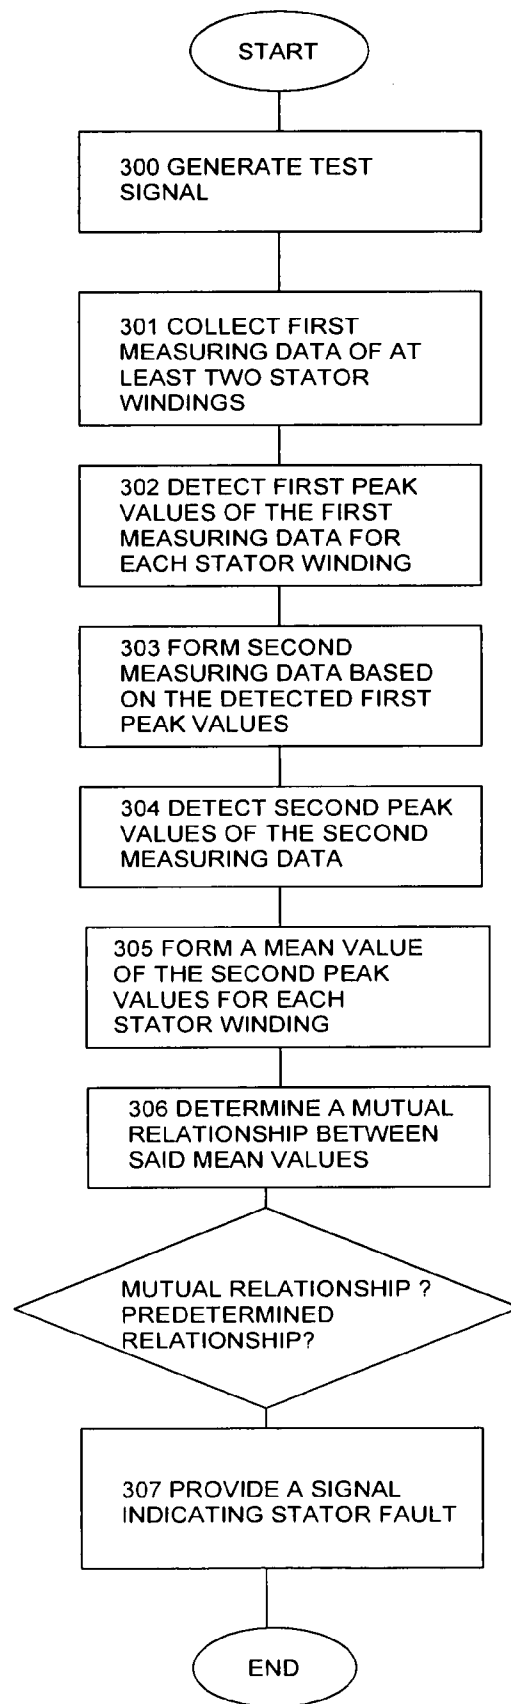 START
300 GENERATE TEST
SIGNAL
301 COLLECT FIRST
MEASURING DATA OF AT
LEAST TWO STATOR
WINDINGS
302 DETECT FIRST PEAK
VALUES OF THE FIRST
MEASURING DATA FOR
EACH STATOR WINDING
303 FORM SECOND
MEASURING DATA BASED
ON THE DETECTED FIRST
PEAK VALUES
304 DETECT SECOND PEAK
VALUES OF THE SECOND
MEASURING DATA
305 FORM A MEAN VALUE
OF THE SECOND PEAK
VALUES FOR EACH
STATOR WINDING
306 DETERMINE A MUTUAL
RELATIONSHIP BETWEEN
SAID MEAN VALUES
MUTUAL RELATIONSHIP ?
PREDETERMINED
RELATIONSHIP?
307 PROVIDE A SIGNAL
INDICATING STATOR FAULT
END